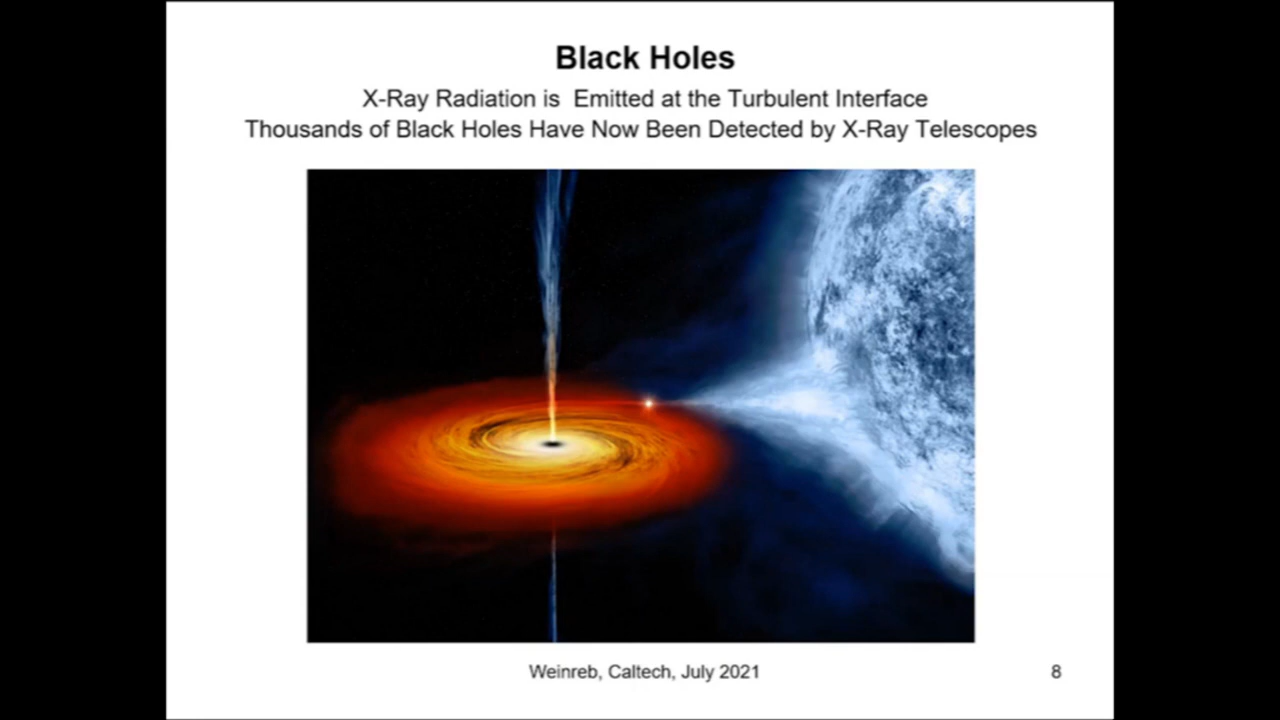 Black Holes
X-Ray Radiation is  Emitted at the Turbulent Interface
Thousands of Black Holes Have Now Been Detected by X-Ray Telescopes
Weinreb, Caltech, July 2021
8